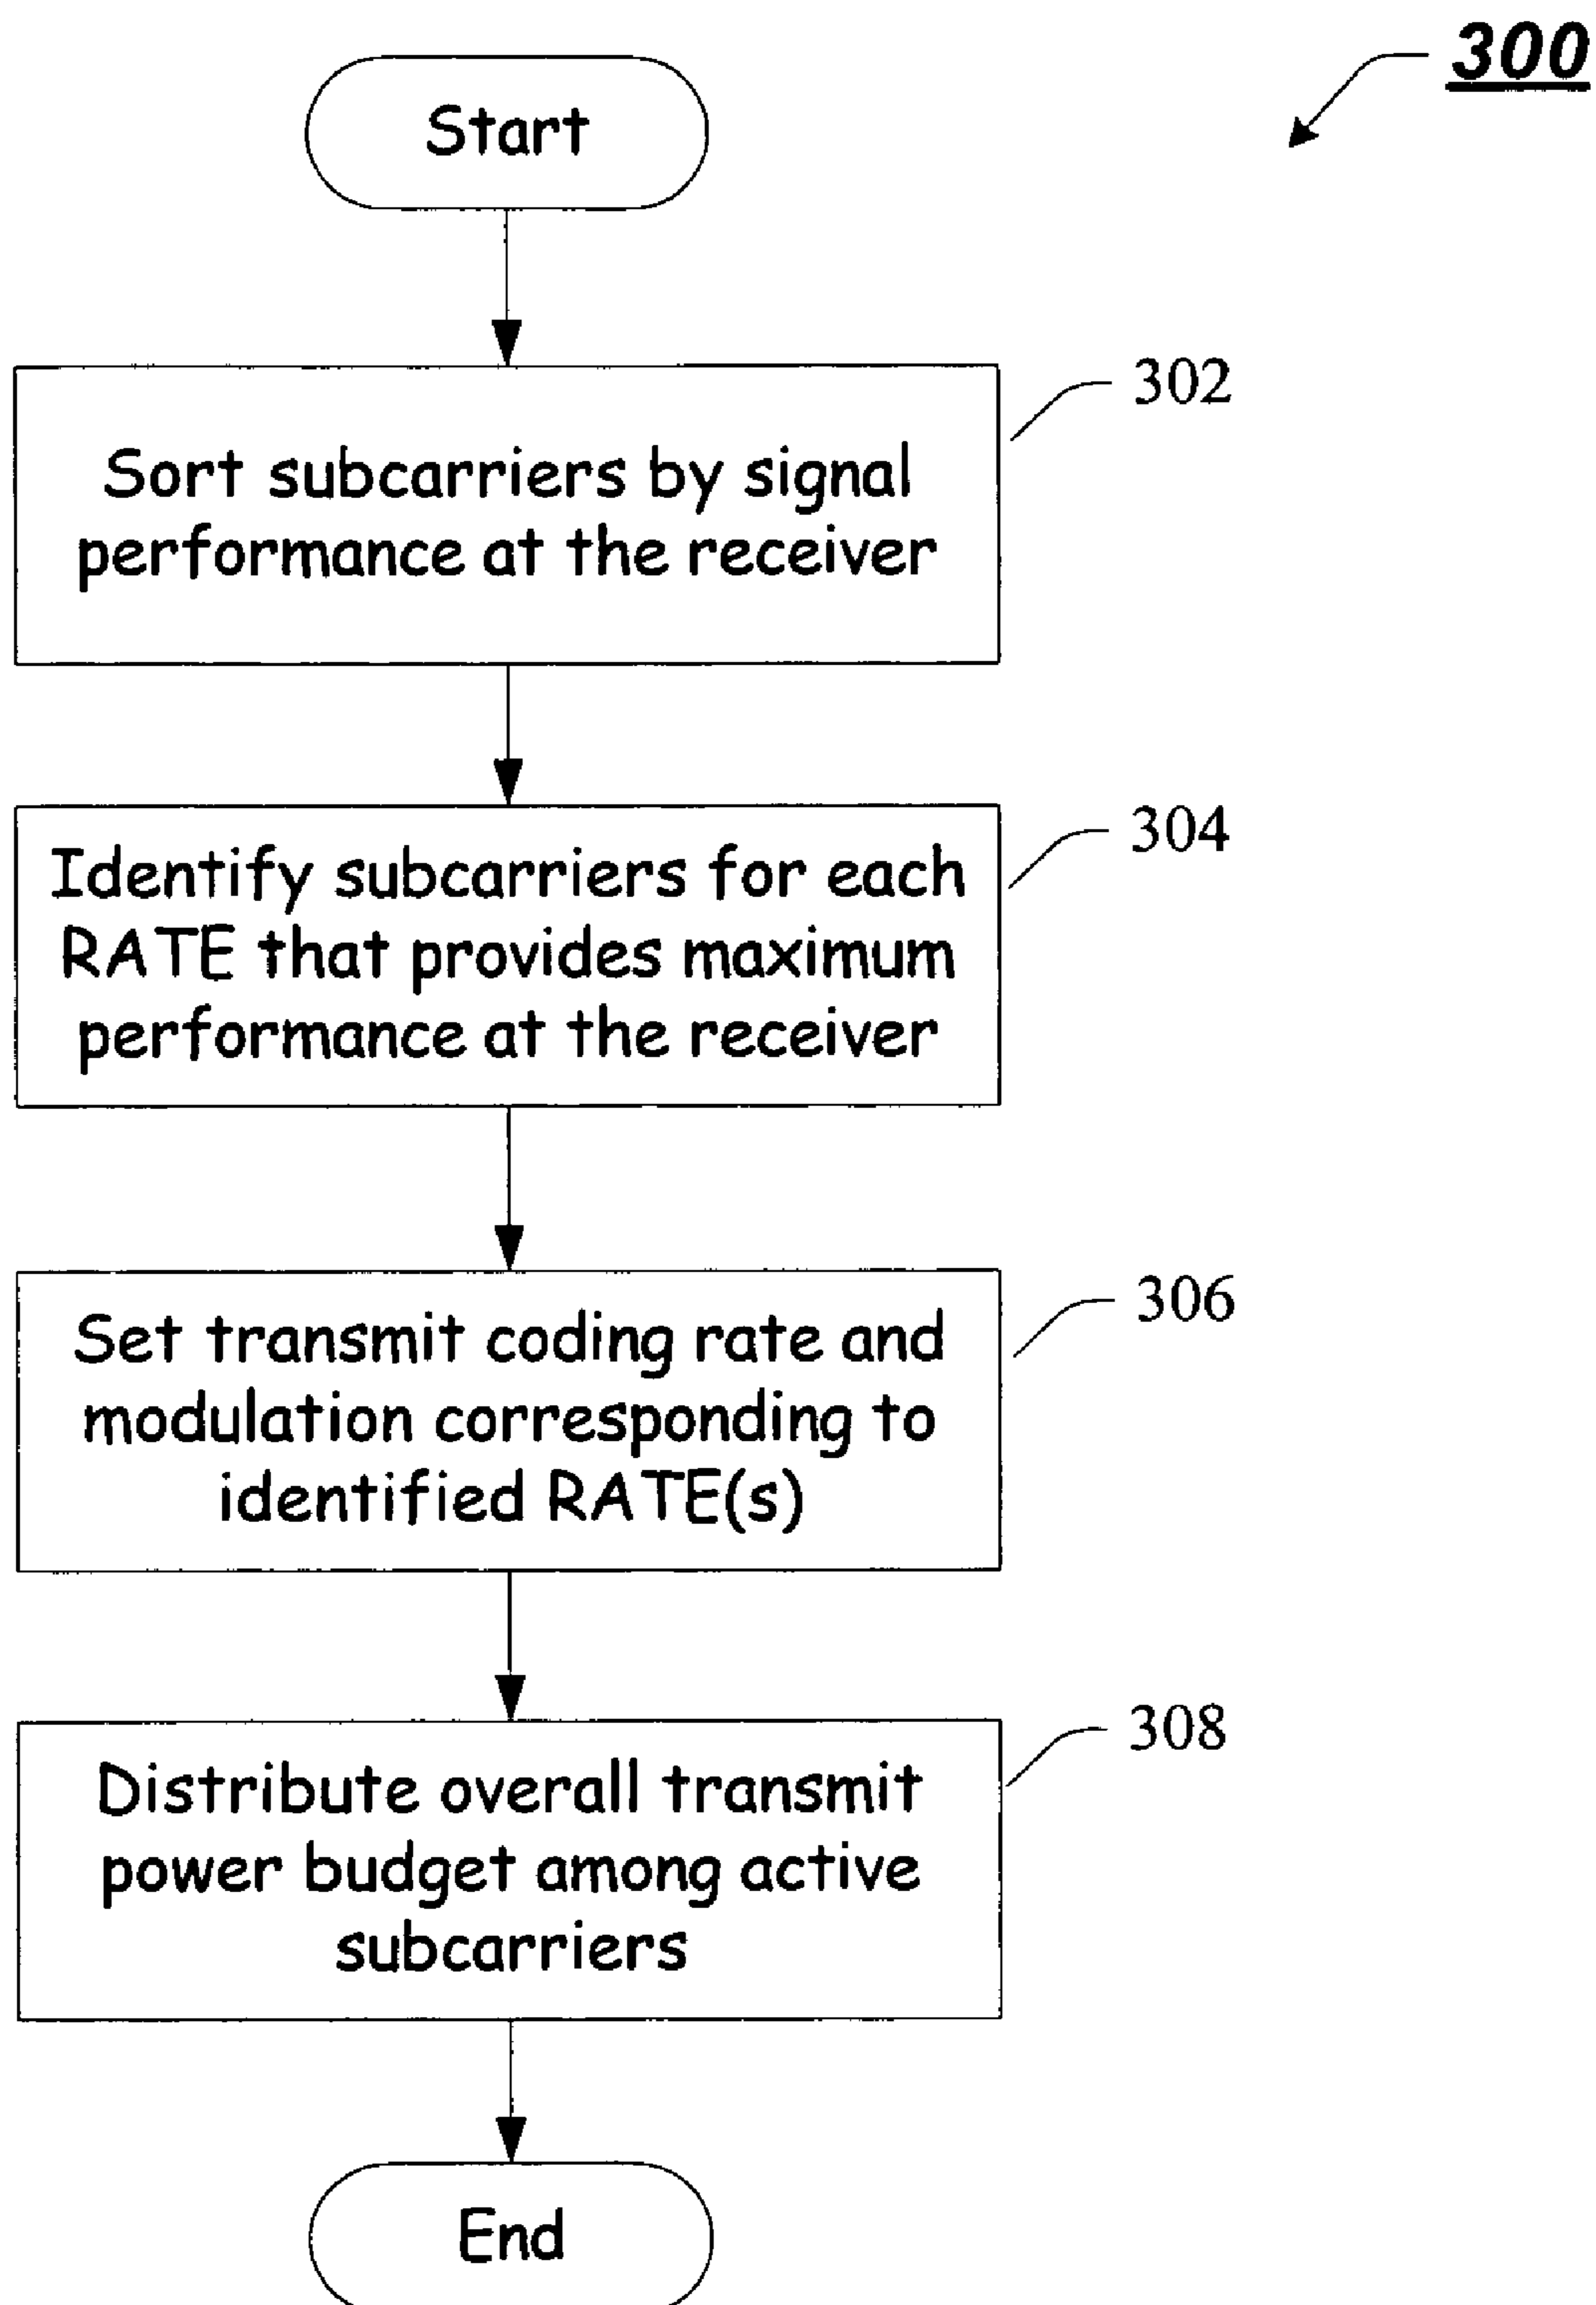 300
Start
302
Sort subcarriers by signal
performance at the receiver
304
Identify subcarriers for each
RATE that provides maximum
performance at the receiver
306
Set transmit coding rate and
modulation corresponding to
identified RATE(s)
308
Distribute overall transmit
power budget among active
subcarriers
End